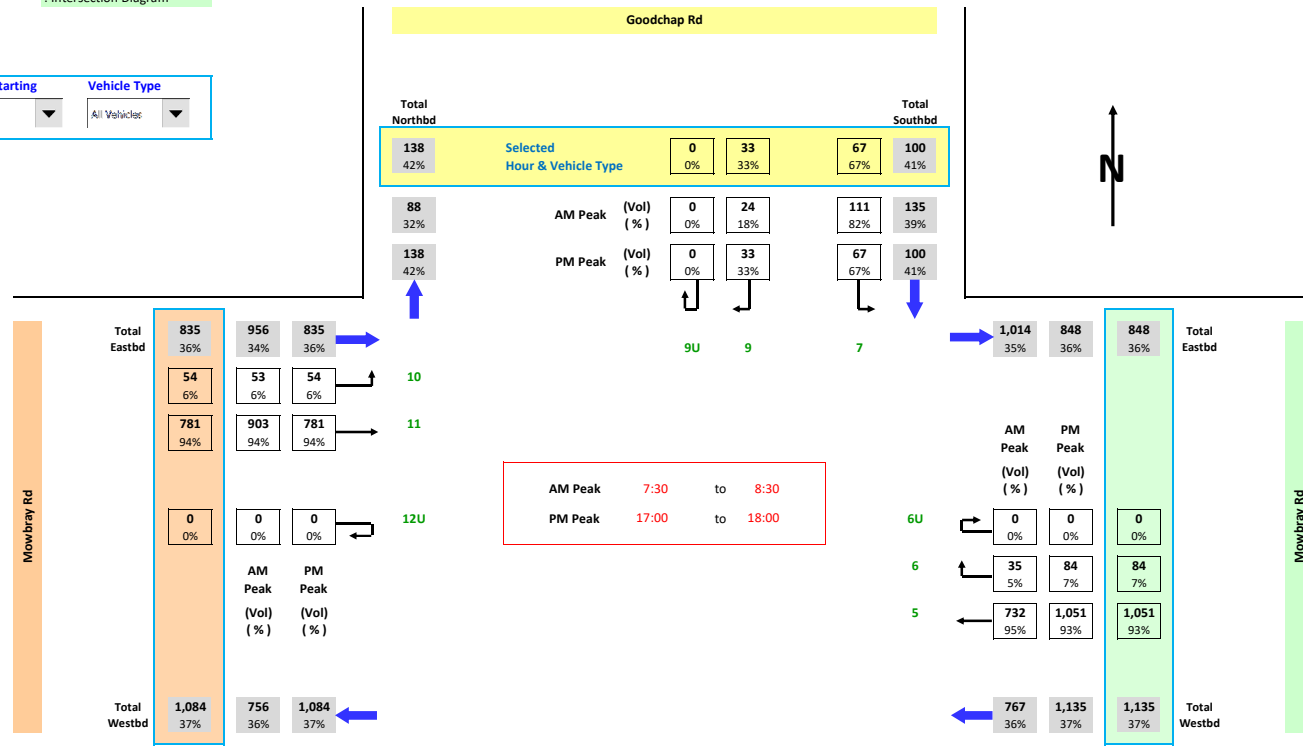 Intersection Diagram
Goodchap Rd
tarting Vehicle Type
All Vehicles
Total
Northbd
Total
Southbd
138 Selected 0 33 67 100
42% Hour & Vehicle Type 0% 33% 67% 41%
88 AM Peak (Vol) 0 24 111 135
32% ( % ) 0% 18% 82% 39%
138 PM Peak (Vol) 0 33 67 100
42% ( % ) 0% 33% 67% 41%
N
9U 9 7
Total 835 956 835
Eastbd 36% 34% 36%
54 53 54 10
6% 6% 6%
781 903 781 11
94% 94% 94%
0 0 0 12U
0% 0% 0%
AM PM
Peak Peak
(Vol) (Vol)
( % ) ( % )
Total 1,084 756 1,084
Westbd 37% 36% 37%
Mowbray Rd
AM Peak 7:30 to 8:30
PM Peak 17:00 to 18:00
1,014 848 848 Total
35% 36% 36% Eastbd
AM PM
Peak Peak
(Vol) (Vol)
( % ) ( % )
6U 0 0 0
0% 0% 0%
6 35 84 84
5% 7% 7%
5 732 1,051 1,051
95% 93% 93%
767 1,135 1,135 Total
36% 37% 37% Westbd
Mowbray Rd